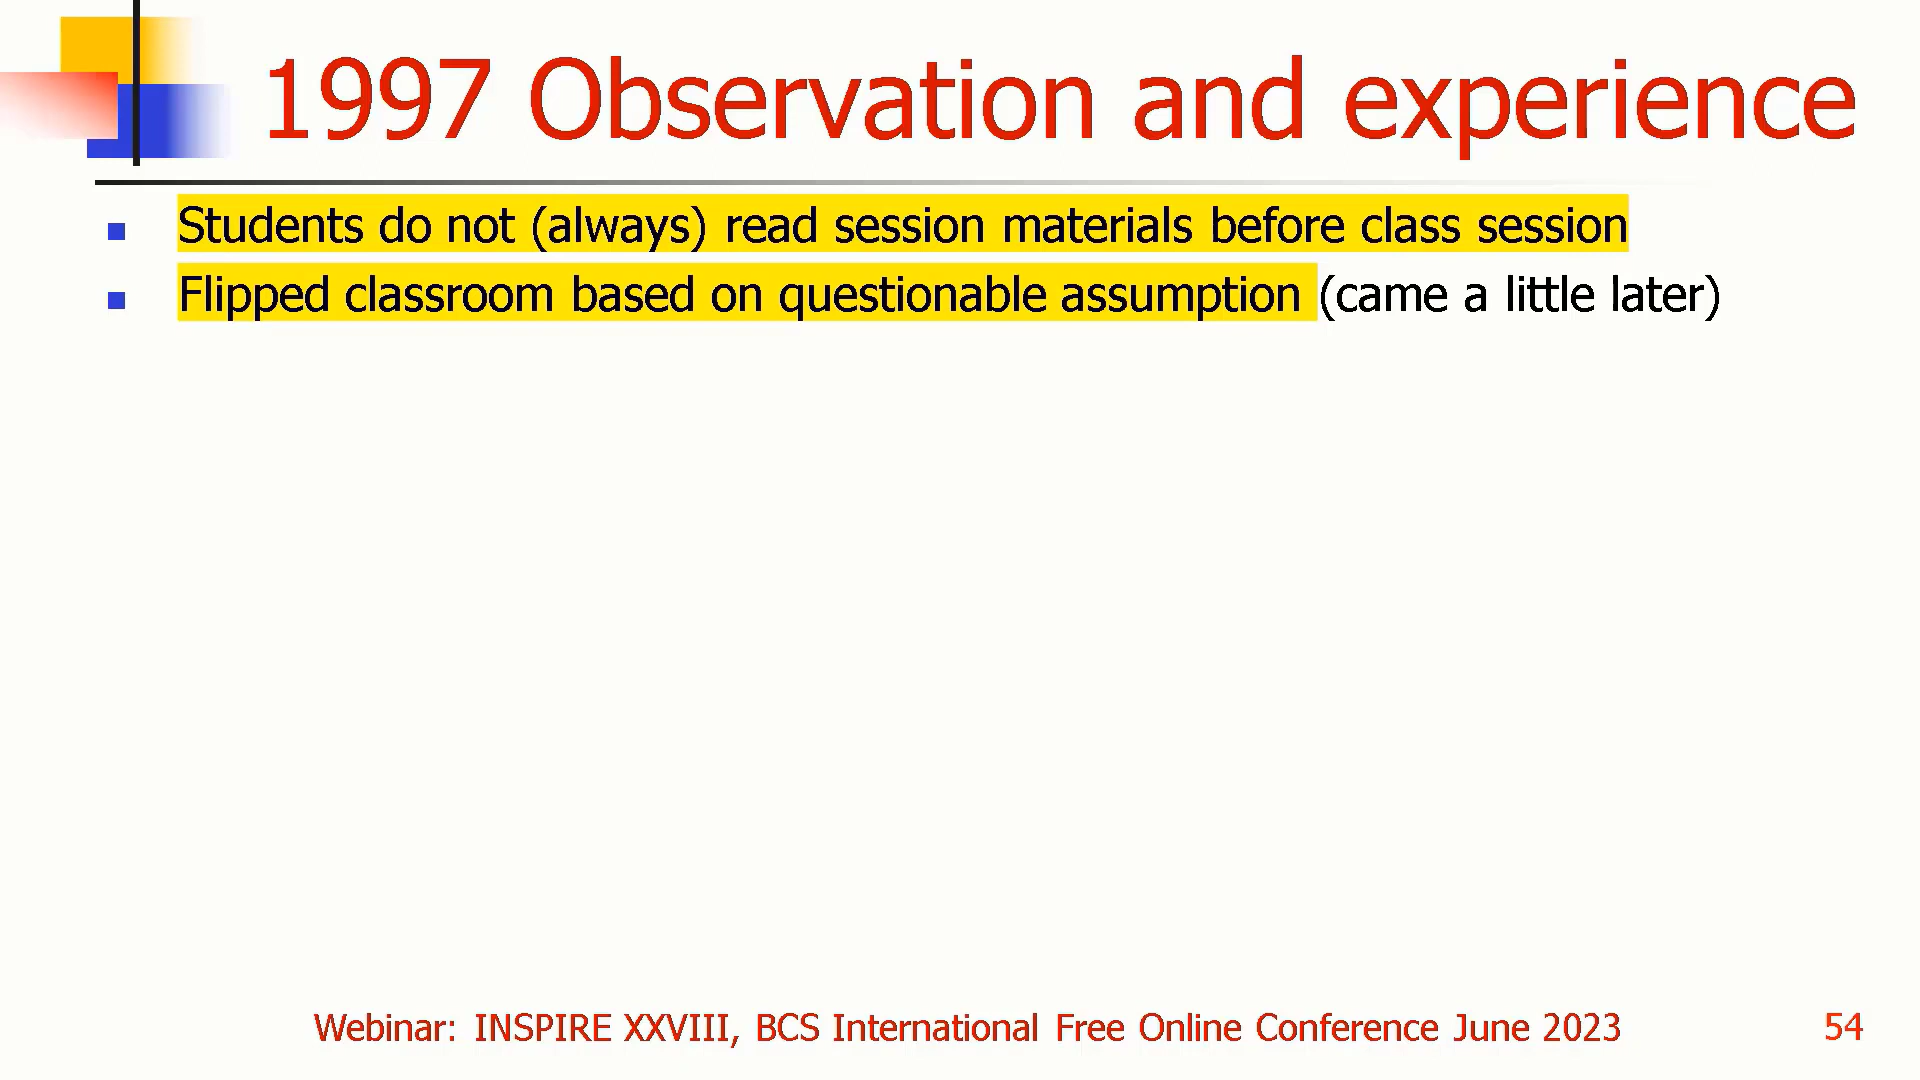 1997 Observation and experience
Students do not (always) read session materials before class session
Flipped classroom based on questionable assumption (came a little later)
Webinar: INSPIRE XXVIII, BCS International Free Online Conference June 2023
54